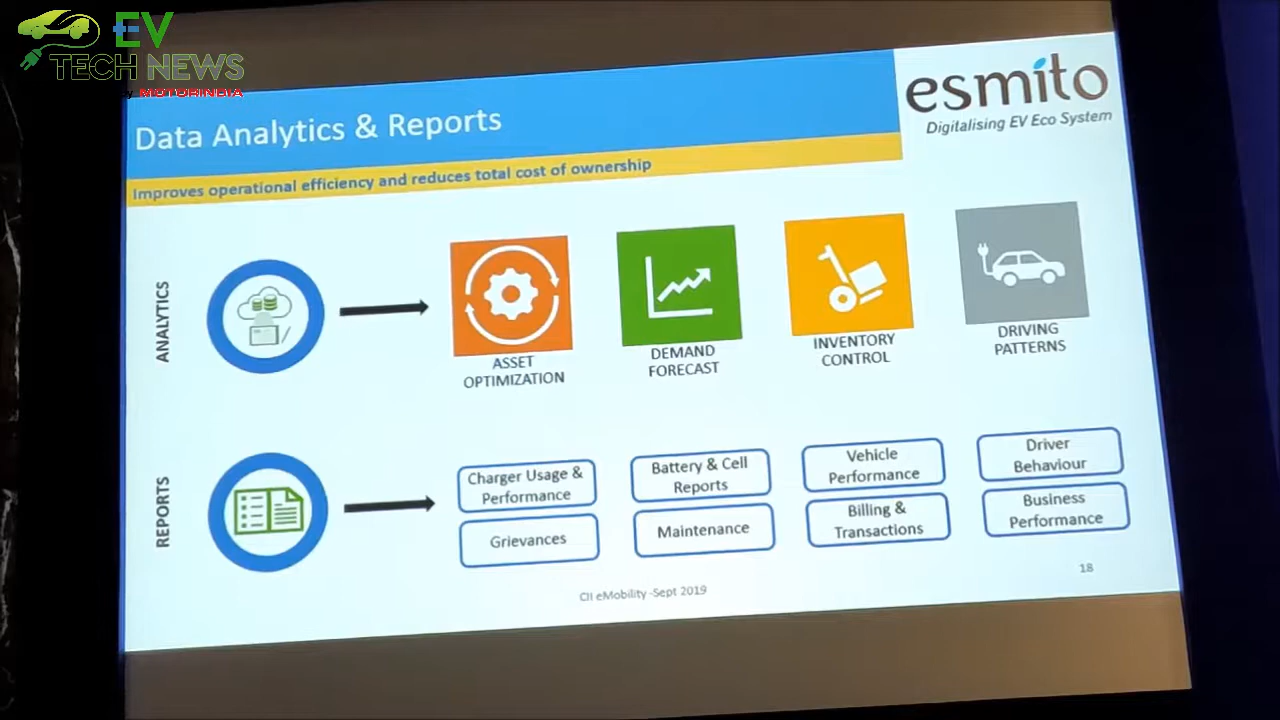 EV
TECH NEWS
by MOTORINDIA
esmito
Digitalising EV Eco System
Data Analytics & Reports
Improves operational efficiency and reduces total cost of ownership
ANALYTICS
ASSET
OPTIMIZATION
DEMAND
FORECAST
INVENTORY
CONTROL
DRIVING
PATTERNS
REPORTS
Charger Usage &
Performance
Battery & Cell
Reports
Vehicle
Performance
Driver
Behaviour
Grievances
Maintenance
Billing &
Transactions
Business
Performance
CII eMobility -Sept 2019
18